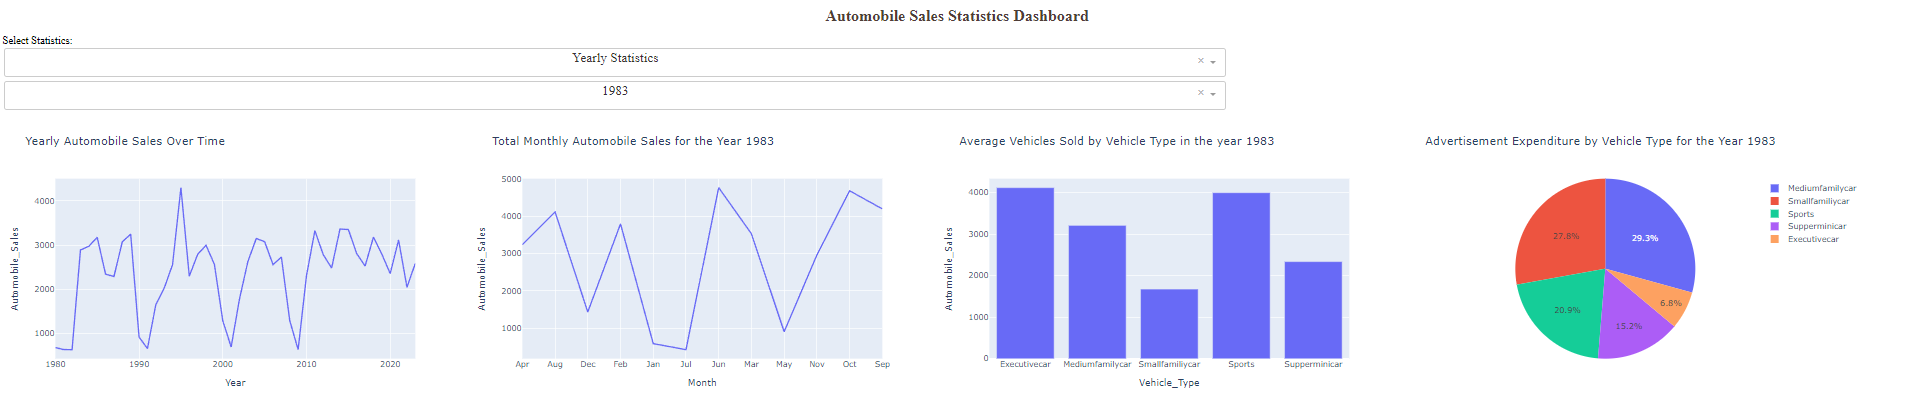 Automobile Sales Statistics Dashboard
Select Statistics:
Yearly Statistics
×
1983
×
Yearly Automobile Sales Over Time
Automobile_Sales
4000
3000
2000
1000
1980 1990 2000 2010 2020
Year
Total Monthly Automobile Sales for the Year 1983
Automobile_Sales
5000
4000
3000
2000
1000
Apr Aug Dec Feb Jan Jul Jun Mar May Nov Oct Sep
Month
Average Vehicles Sold by Vehicle Type in the year 1983
Automobile_Sales
4000
3000
2000
1000
0
Executivecar Mediumfamilycar Smallfamiliycar Sports Supperminicar
Vehicle_Type
Advertisement Expenditure by Vehicle Type for the Year 1983
29.3%
27.8%
6.8%
20.9%
15.2%
Mediumfamilycar
Smallfamiliycar
Sports
Supperminicar
Executivecar